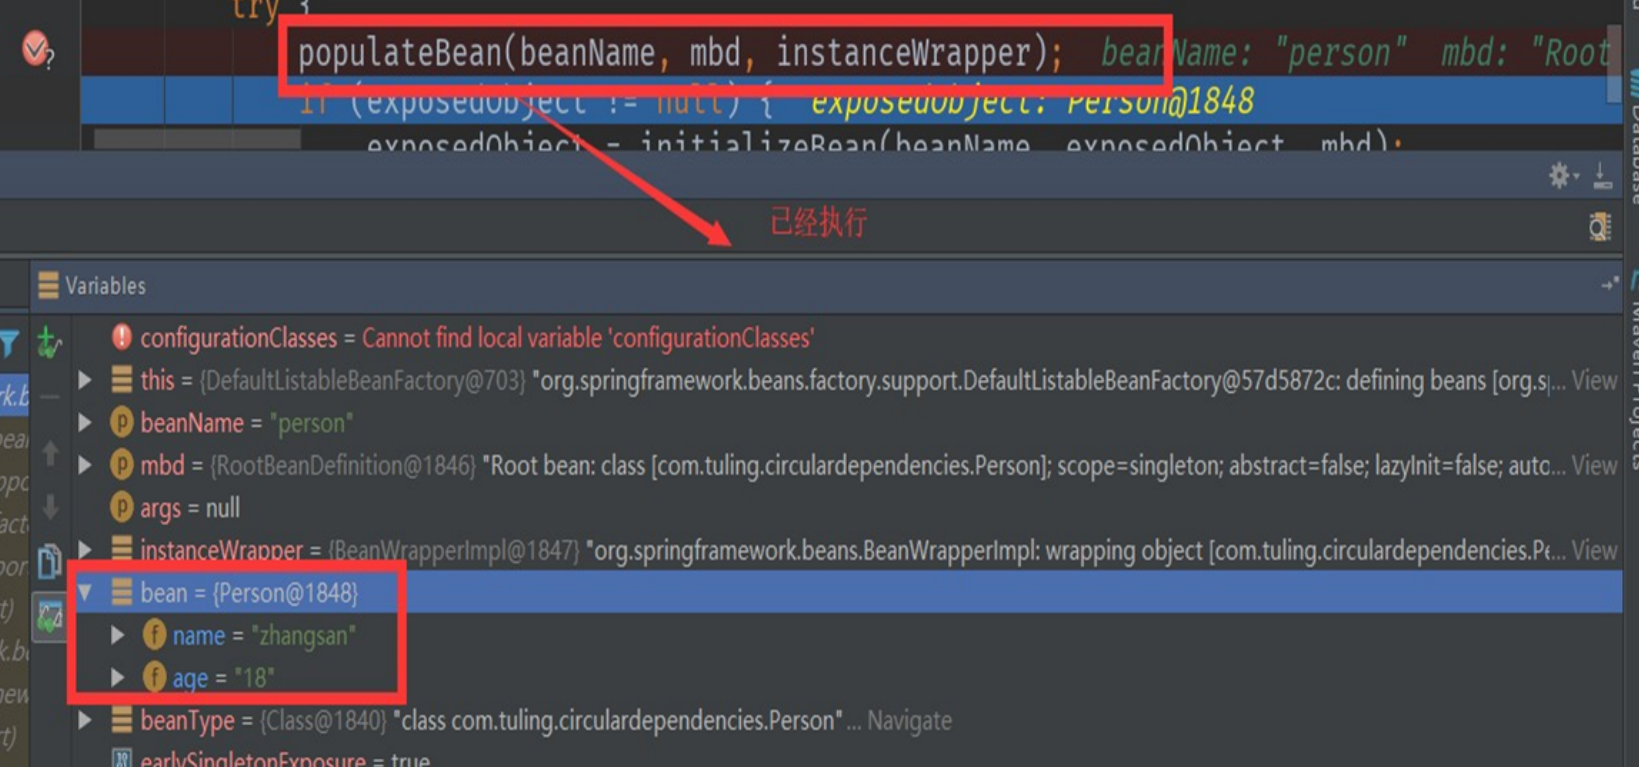 try {
populateBean(beanName, mbd, instanceWrapper);  beanName: "person"  mbd: "Root
if (exposedObject != null) {  exposedObject: Person@1848
exposedObject = initializeBean(beanName, exposedObject, mbd);
已经执行
Variables
configurationClasses = Cannot find local variable 'configurationClasses'
this = {DefaultListableBeanFactory@703} "org.springframework.beans.factory.support.DefaultListableBeanFactory@57d5872c: defining beans [org.s... View
beanName = "person"
mbd = {RootBeanDefinition@1846} "Root bean: class [com.tuling.circulardependencies.Person]; scope=singleton; abstract=false; lazyInit=false; auto... View
args = null
instanceWrapper = {BeanWrapperImpl@1847} "org.springframework.beans.BeanWrapperImpl: wrapping object [com.tuling.circulardependencies.Pe... View
bean = {Person@1848}
name = "zhangsan"
age = "18"
beanType = {Class@1840} "class com.tuling.circulardependencies.Person"... Navigate
earlySingletonExposure = true
Database
Maven Projects